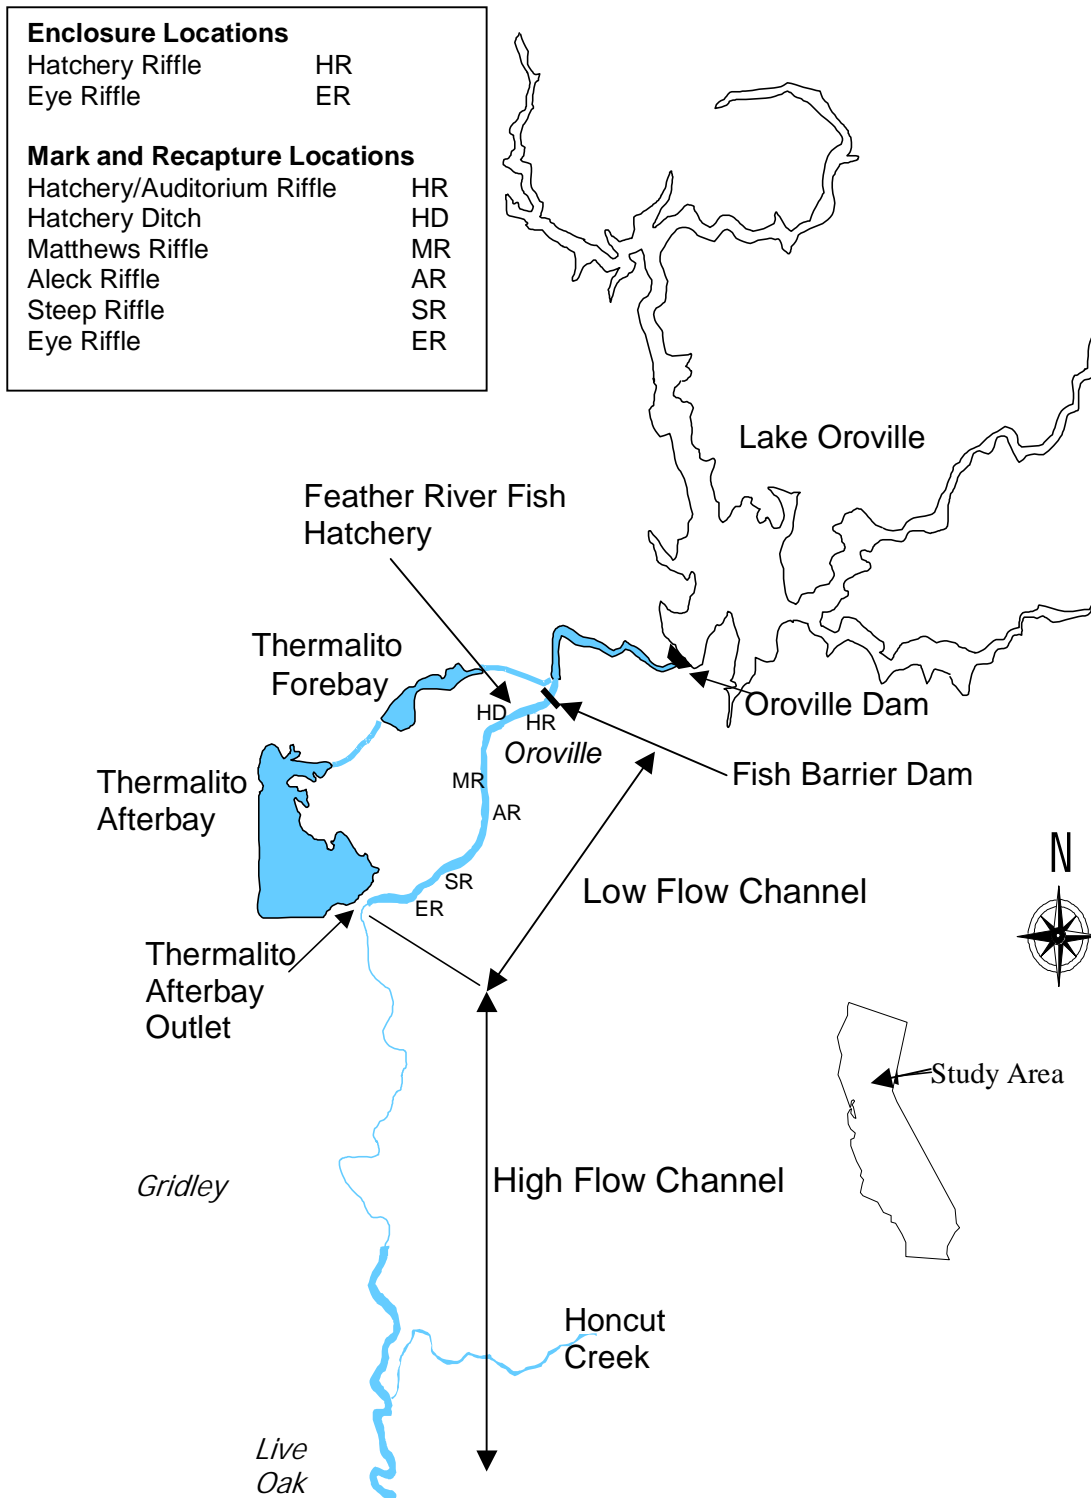 Enclosure Locations
Hatchery Riffle HR
Eye Riffle ER
Mark and Recapture Locations
Hatchery/Auditorium Riffle HR
Hatchery Ditch HD
Matthews Riffle MR
Aleck Riffle AR
Steep Riffle SR
Eye Riffle ER
Lake Oroville
Feather River Fish
Hatchery
Thermalito
Forebay
Oroville Dam
HD
HR
Oroville
Fish Barrier Dam
Thermalito
Afterbay
MR
AR
SR
ER
Low Flow Channel
N
Thermalito
Afterbay
Outlet
Study Area
High Flow Channel
Gridley
Honcut
Creek
Live
Oak